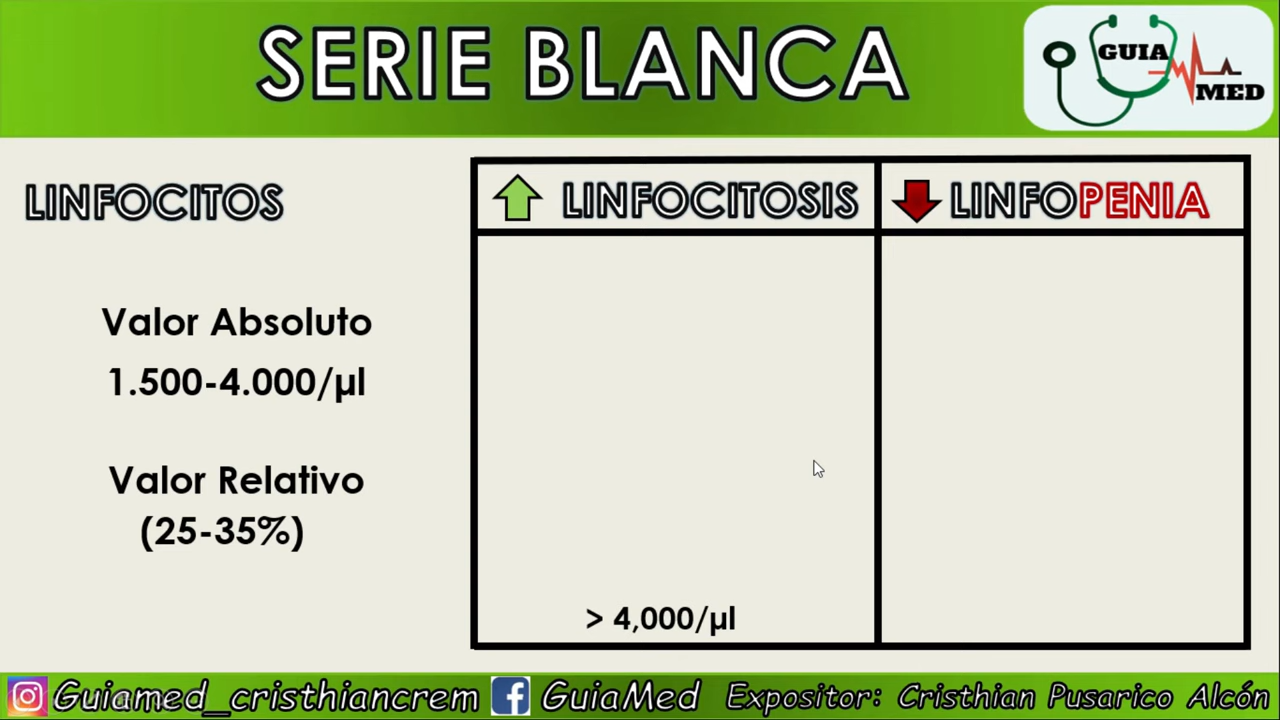 SERIE BLANCA
GUIA
MED
LINFOCITOS
LINFOCITOSIS
LINFOPENIA
Valor Absoluto
1.500-4.000/µl
Valor Relativo
(25-35%)
> 4,000/µl
Guiamed_cristhiancrem GuiaMed Expositor: Cristhian Pusarico Alcón